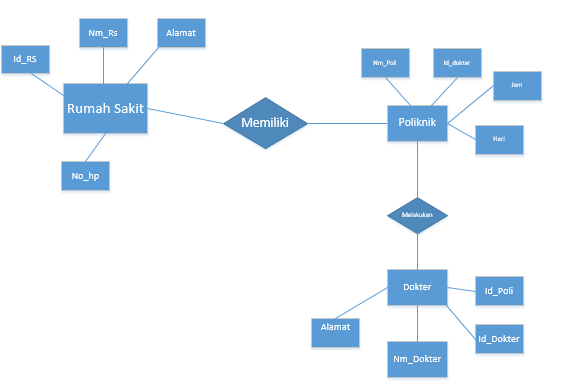 Nm_Rs
Alamat
Id_RS
Rumah Sakit
No_hp
Memiliki
Nm_Poli
Id_dokter
Jam
Poliknik
Hari
Melakukan
Dokter
Id_Poli
Alamat
Id_Dokter
Nm_Dokter